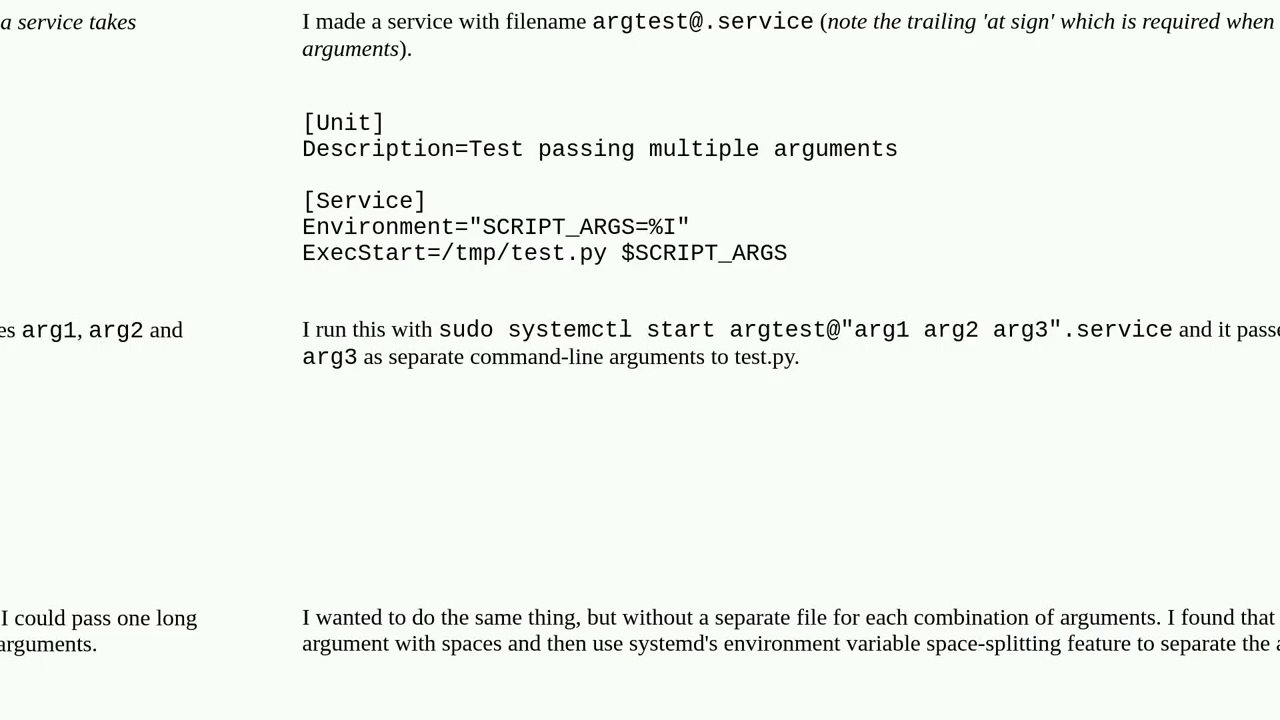 a service takes
I made a service with filename argtest@.service (note the trailing 'at sign' which is required when
arguments).
[Unit]
Description=Test passing multiple arguments
[Service]
Environment="SCRIPT_ARGS=%I"
ExecStart=/tmp/test.py $SCRIPT_ARGS
es arg1, arg2 and
I run this with sudo systemctl start argtest@"arg1 arg2 arg3".service and it passe
arg3 as separate command-line arguments to test.py.
I could pass one long
arguments.
I wanted to do the same thing, but without a separate file for each combination of arguments. I found that
argument with spaces and then use systemd's environment variable space-splitting feature to separate the a